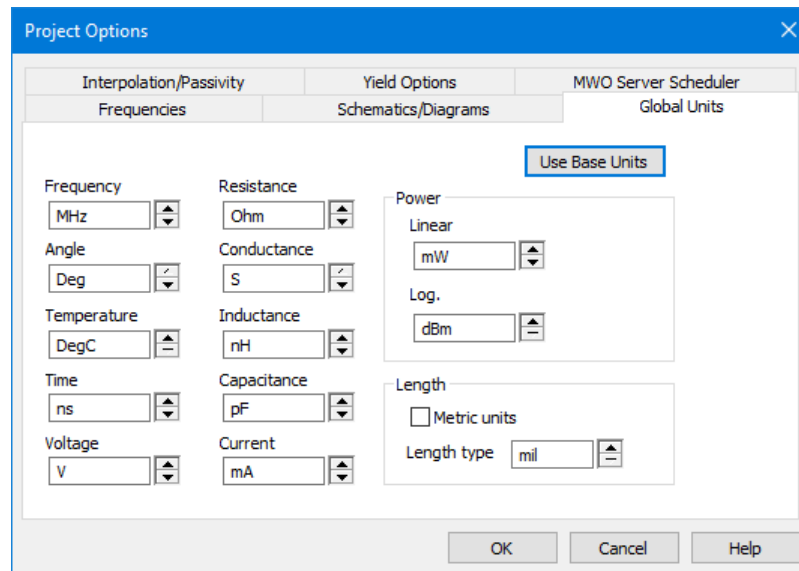 Project Options
Interpolation/Passivity Yield Options MWO Server Scheduler
Frequencies Schematics/Diagrams Global Units
Use Base Units
Frequency
MHz
Angle
Deg
Temperature
DegC
Time
ns
Voltage
V
Resistance
Ohm
Conductance
S
Inductance
nH
Capacitance
pF
Current
mA
Power
Linear
mW
Log.
dBm
Length
Metric units
Length type mil
OK Cancel Help